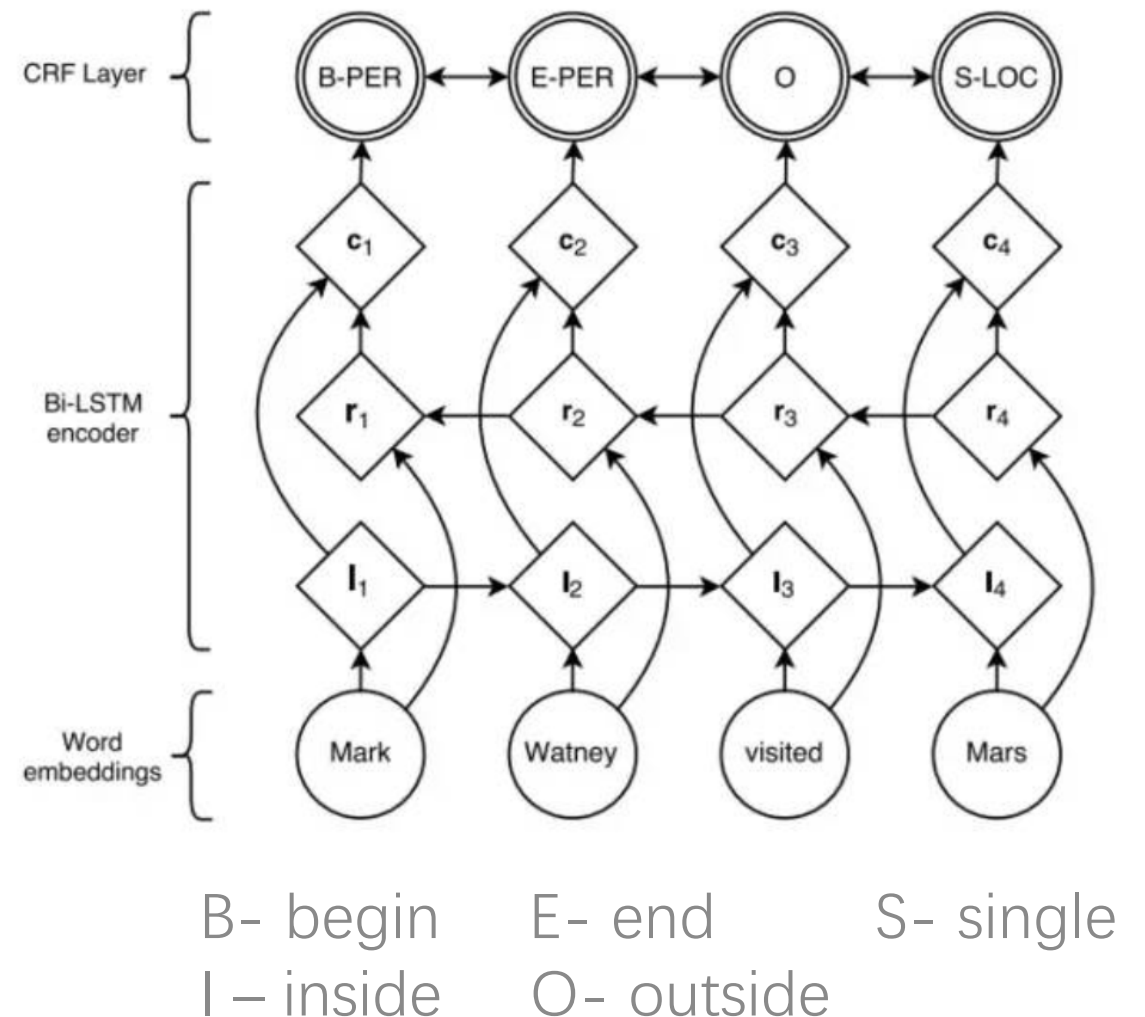 CRF Layer
B-PER
E-PER
O
S-LOC
c1
c2
c3
c4
Bi-LSTM
encoder
r1
r2
r3
r4
l1
l2
l3
l4
Word
embeddings
Mark
Watney
visited
Mars
B- begin E- end S- single
I – inside O- outside